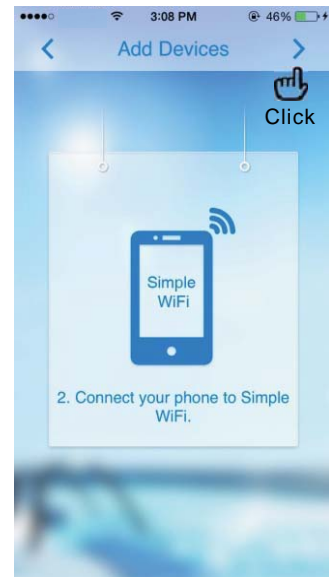 3:08 PM 46%
Add Devices
Click
Simple
WiFi
2. Connect your phone to Simple
WiFi.